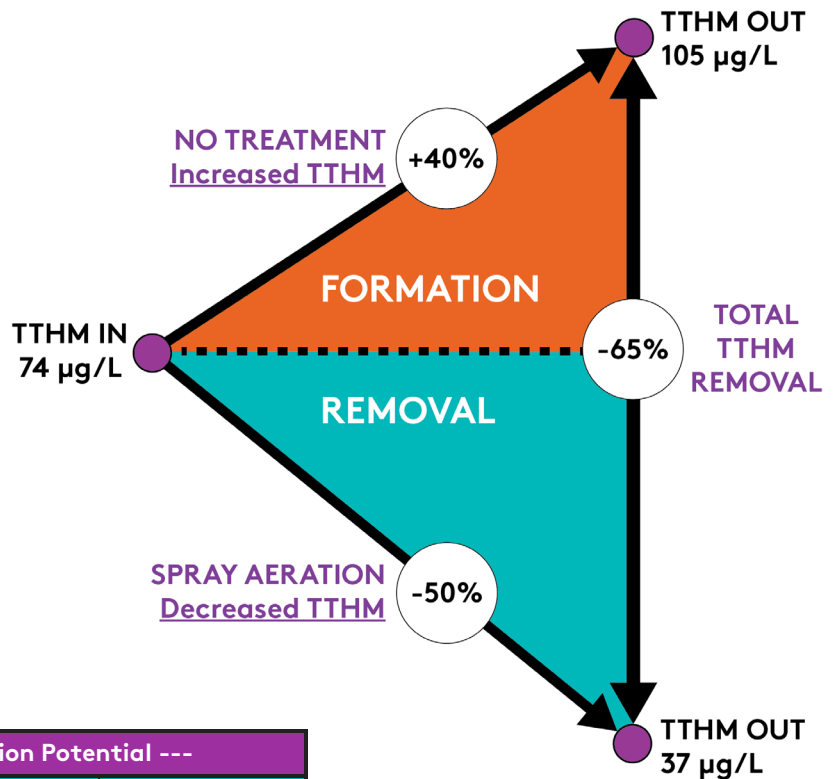 TTHM OUT
105 µg/L
NO TREATMENT
Increased TTHM
+40%
FORMATION
TTHM IN
74 µg/L
-65%
TOTAL
TTHM
REMOVAL
REMOVAL
SPRAY AERATION
Decreased TTHM
-50%
TTHM OUT
37 µg/L
Potential ---